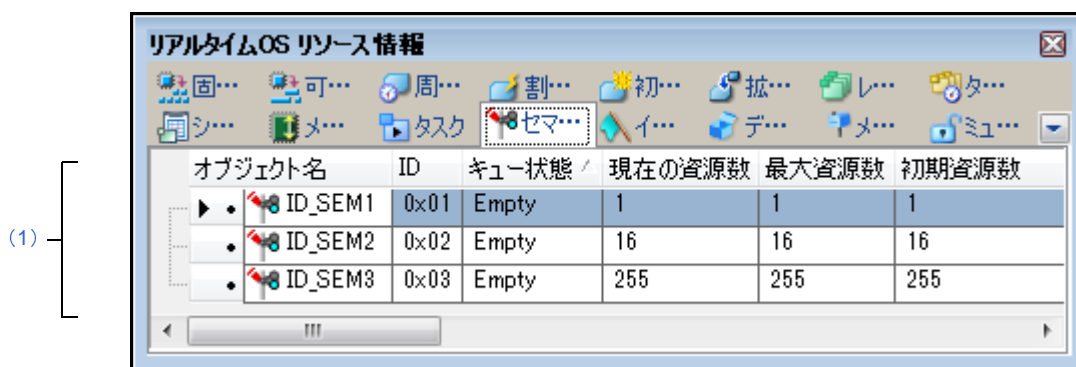 リアルタイムOS リソース情報
固… 可… 周… 割… 初… 拡… レ… タ…
シ… メ… タスク セマ… イ… デ… メ… ミュ…
オブジェクト名 ID キュー状態 現在の資源数 最大資源数 初期資源数
ID_SEM1 0x01 Empty 1 1 1
(1)
ID_SEM2 0x02 Empty 16 16 16
ID_SEM3 0x03 Empty 255 255 255